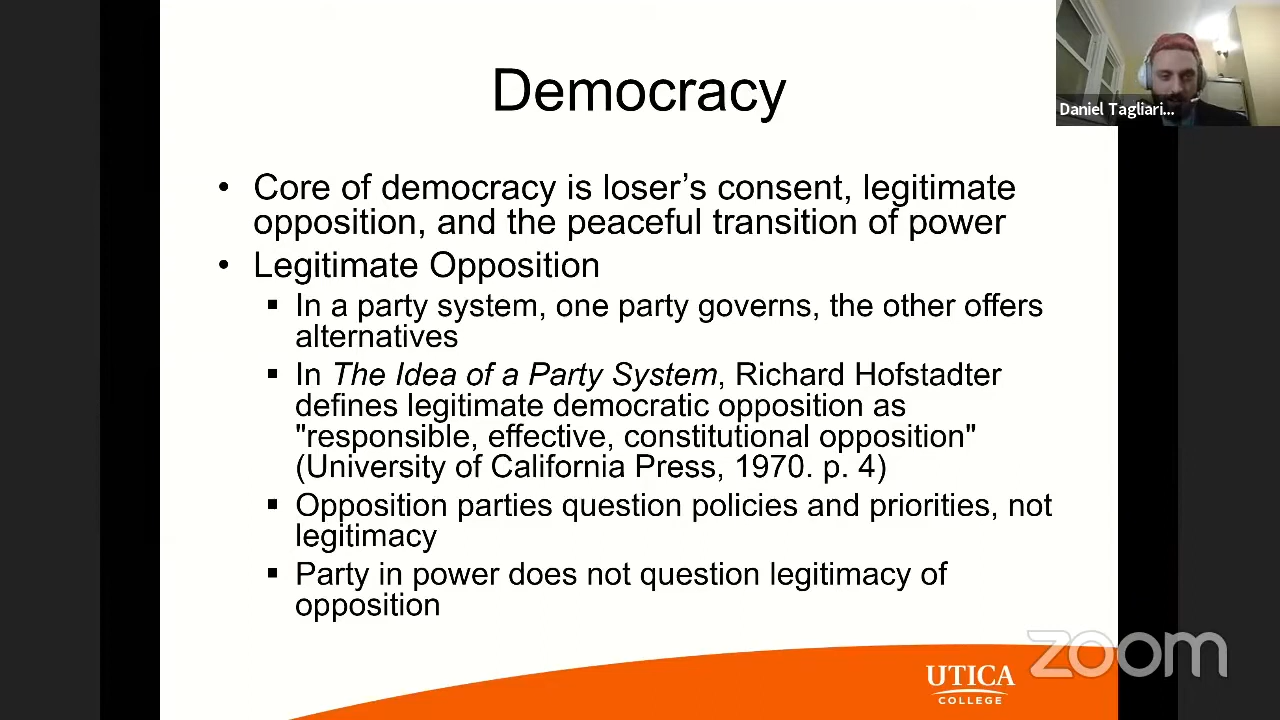 Democracy
Daniel Tagliari...
• Core of democracy is loser’s consent, legitimate
opposition, and the peaceful transition of power
• Legitimate Opposition
▪ In a party system, one party governs, the other offers
alternatives
▪ In The Idea of a Party System, Richard Hofstadter
defines legitimate democratic opposition as
"responsible, effective, constitutional opposition"
(University of California Press, 1970. p. 4)
▪ Opposition parties question policies and priorities, not
legitimacy
▪ Party in power does not question legitimacy of
opposition
zoom
UTICA
COLLEGE